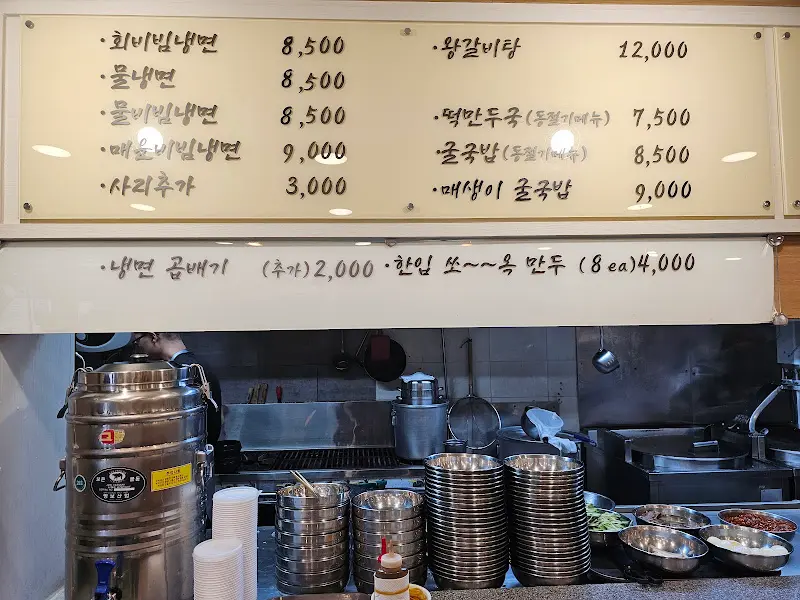 ·회비빔냉면 8,500
·물냉면 8,500
·물비빔냉면 8,500
·매운비빔냉면 9,000
·사리추가 3,000
·왕갈비탕 12,000
·떡만두국(동절기메뉴) 7,500
·굴국밥(동절기메뉴) 8,500
·매생이 굴국밥 9,000
·냉면 곱배기 (추가)2,000
·한입 쏘~~옥 만두 (8 ea)4,000